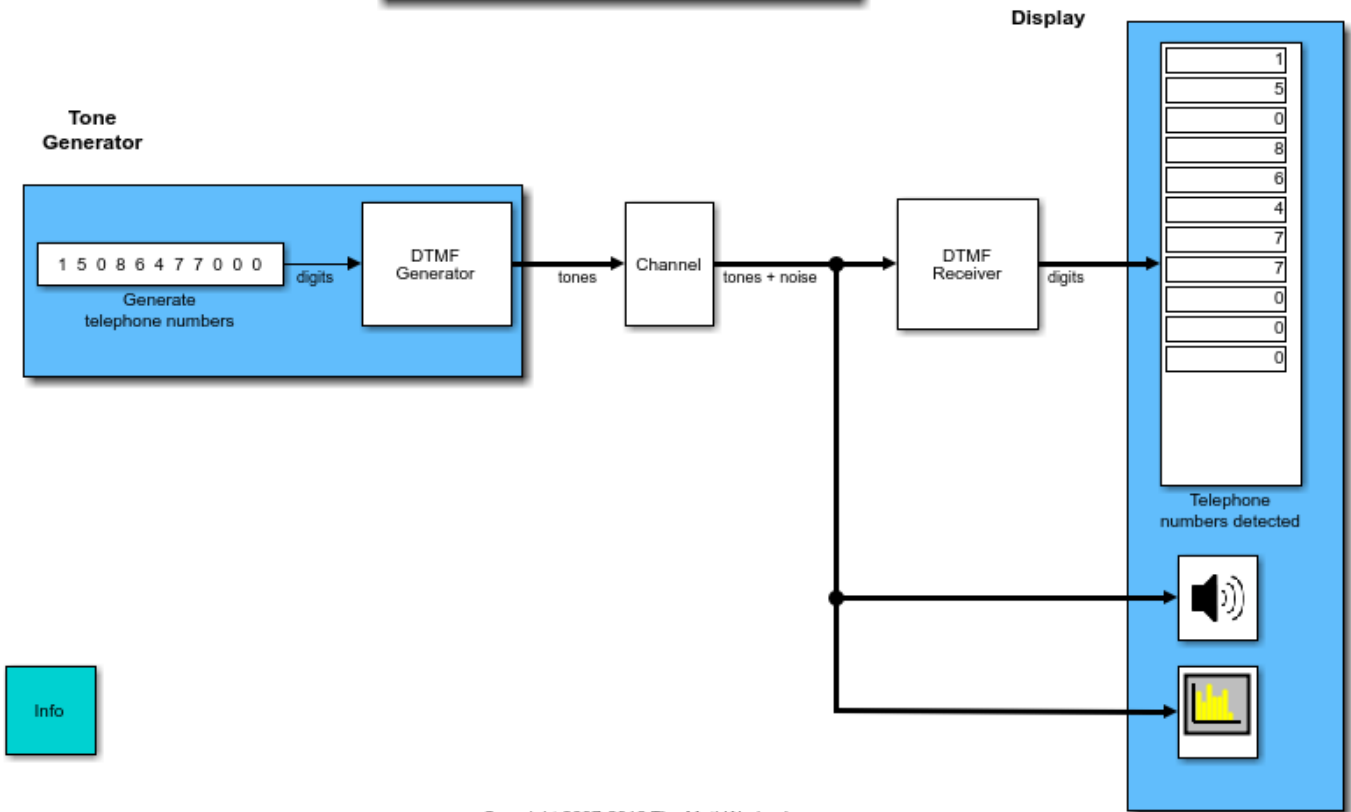 Display
Tone
Generator
1 5 0 8 6 4 7 7 0 0 0
digits
Generate
telephone numbers
DTMF
Generator
tones
Channel
tones + noise
DTMF
Receiver
digits
1
5
0
8
6
4
7
7
0
0
0
Telephone
numbers detected
Info